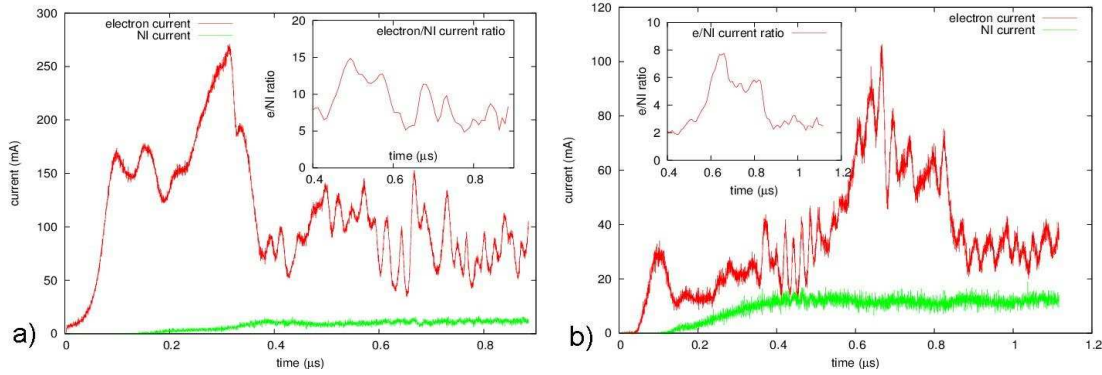 a)
current (mA)
300
250
200
150
100
50
0
electron current
NI current
0 0.2 0.4 0.6 0.8
time (μs)
e/NI ratio
20
15
10
5
0
electron/NI current ratio
time (μs)
0.4 0.6 0.8
b)
current (mA)
120
100
80
60
40
20
0
electron current
NI current
0 0.2 0.4 0.6 0.8 1 1.2
time (μs)
e/NI ratio
10
8
6
4
2
0
e/NI current ratio
0.4 0.6 0.8 1 1.2
time (μs)